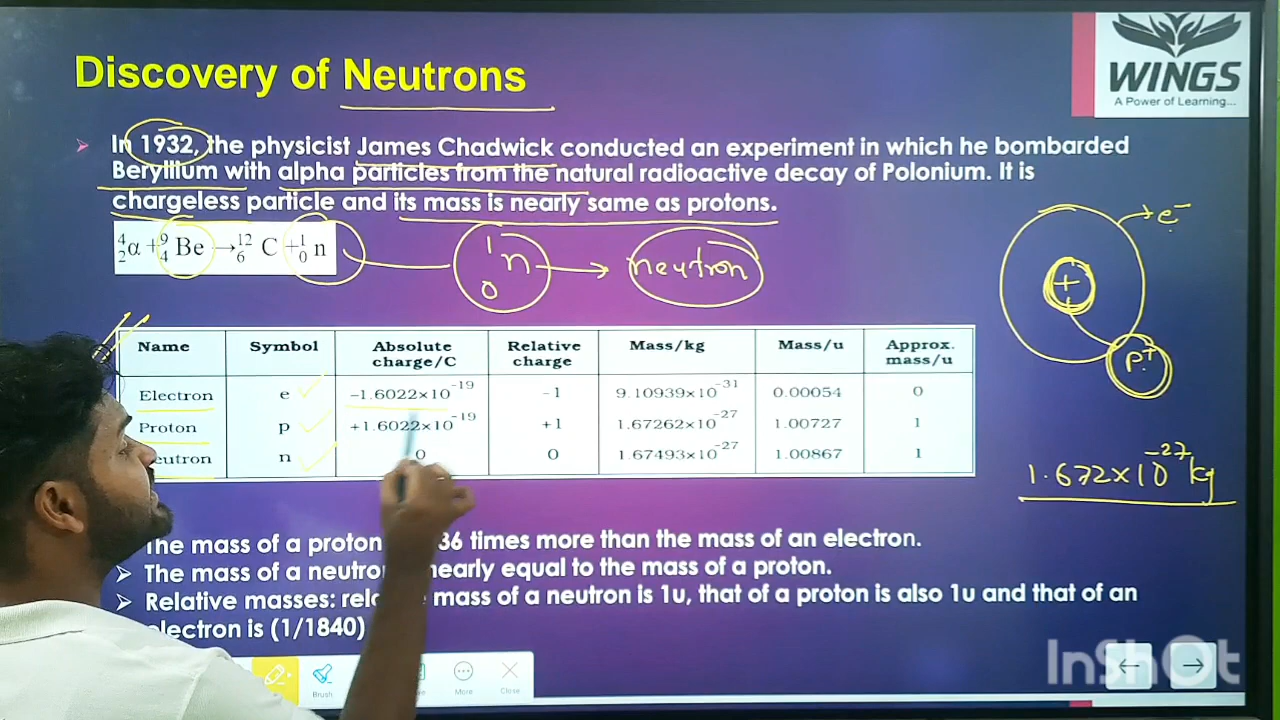 Discovery of Neutrons
WINGS
A Power of Learning...
In 1932, the physicist James Chadwick conducted an experiment in which he bombarded
Beryllium with alpha particles from the natural radioactive decay of Polonium. It is
chargeless particle and its mass is nearly same as protons.
⁴₂α + ⁹₄Be → ¹²₆C + ¹₀n
¹₀n → neutron
e⁻
+
P⁺
Name Symbol Absolute charge/C Relative charge Mass/kg Mass/u Approx. mass/u
Electron e −1.6022×10⁻¹⁹ −1 9.10939×10⁻³¹ 0.00054 0
Proton p +1.6022×10⁻¹⁹ +1 1.67262×10⁻²⁷ 1.00727 1
n 0 0 1.67493×10⁻²⁷ 1.00867 1
1.672×10⁻²⁷ kg
The mass of a proton times more than the mass of an electron.
The mass of a neutron nearly equal to the mass of a proton.
Relative masses: mass of a neutron is 1u, that of a proton is also 1u and that of an
electron is (1/1840)
Brush
More
Close
InShOt